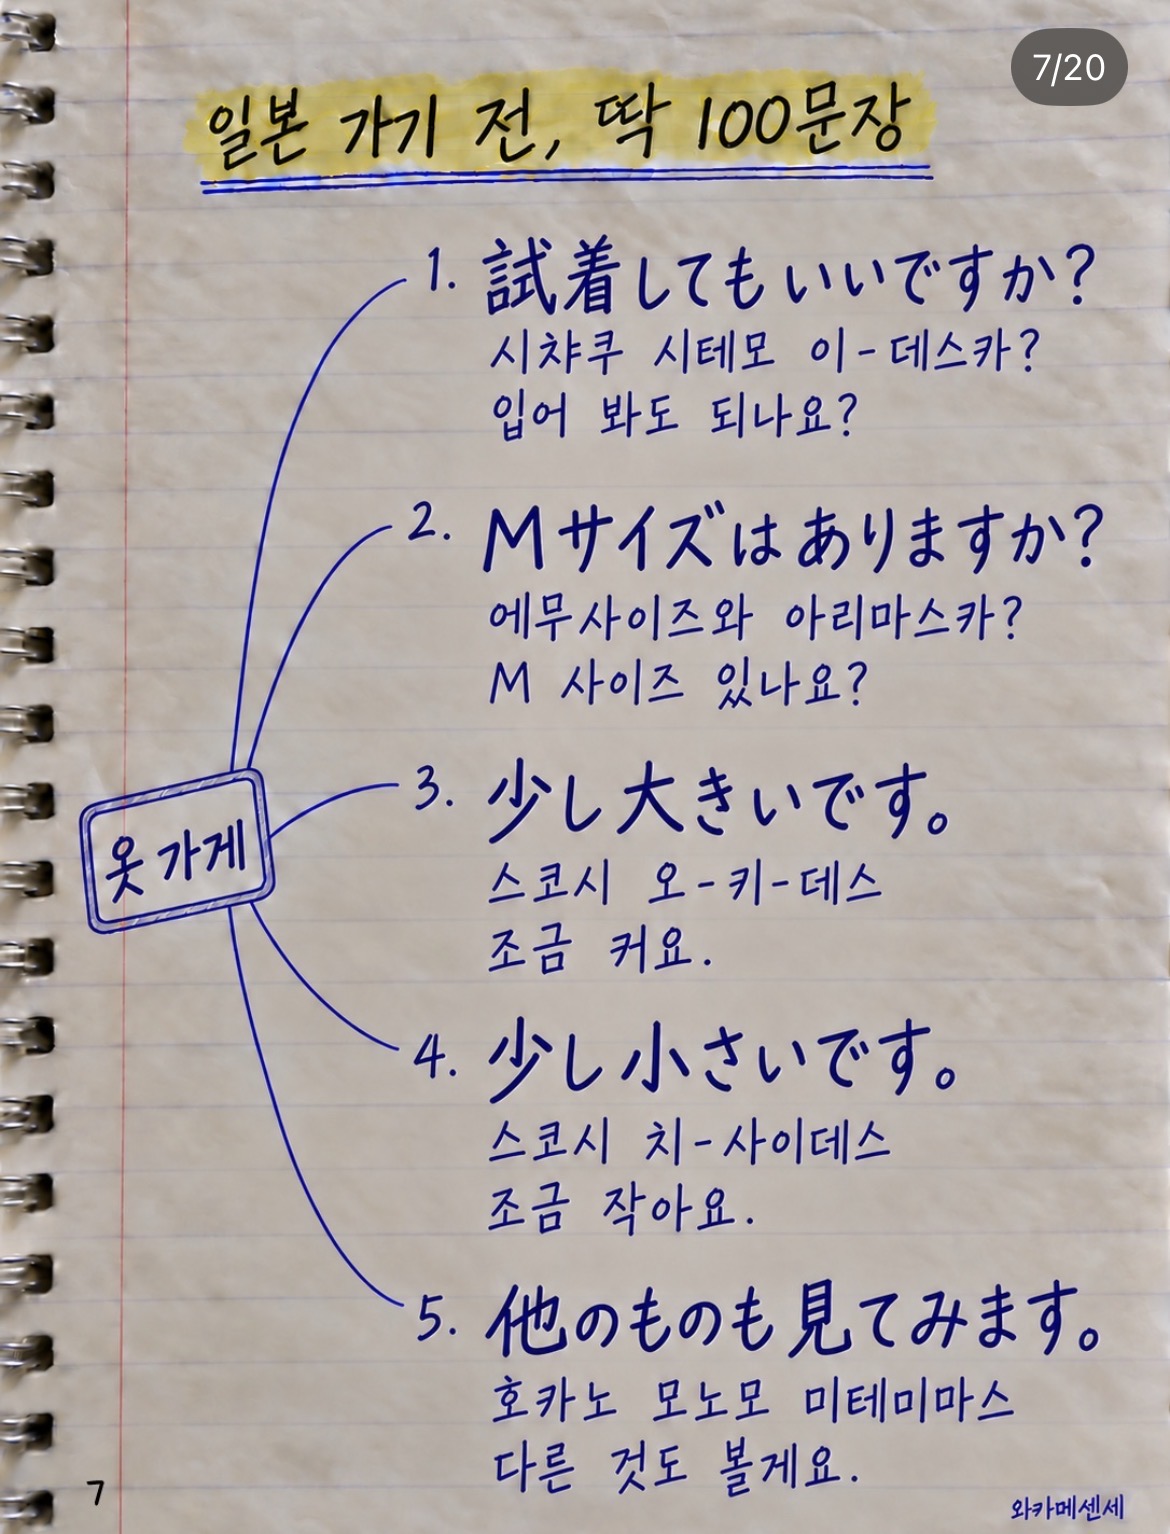 7/20
일본 가기 전, 딱 100문장
옷 가게
1. 試着してもいいですか?
시챠쿠 시테모 이-데스카?
입어 봐도 되나요?
2. Mサイズはありますか?
에무사이즈와 아리마스카?
M 사이즈 있나요?
3. 少し大きいです。
스코시 오-키-데스
조금 커요.
4. 少し小さいです。
스코시 치-사이데스
조금 작아요.
5. 他のものも見てみます。
호카노 모노모 미테미마스
다른 것도 볼게요.
7
와카메센세